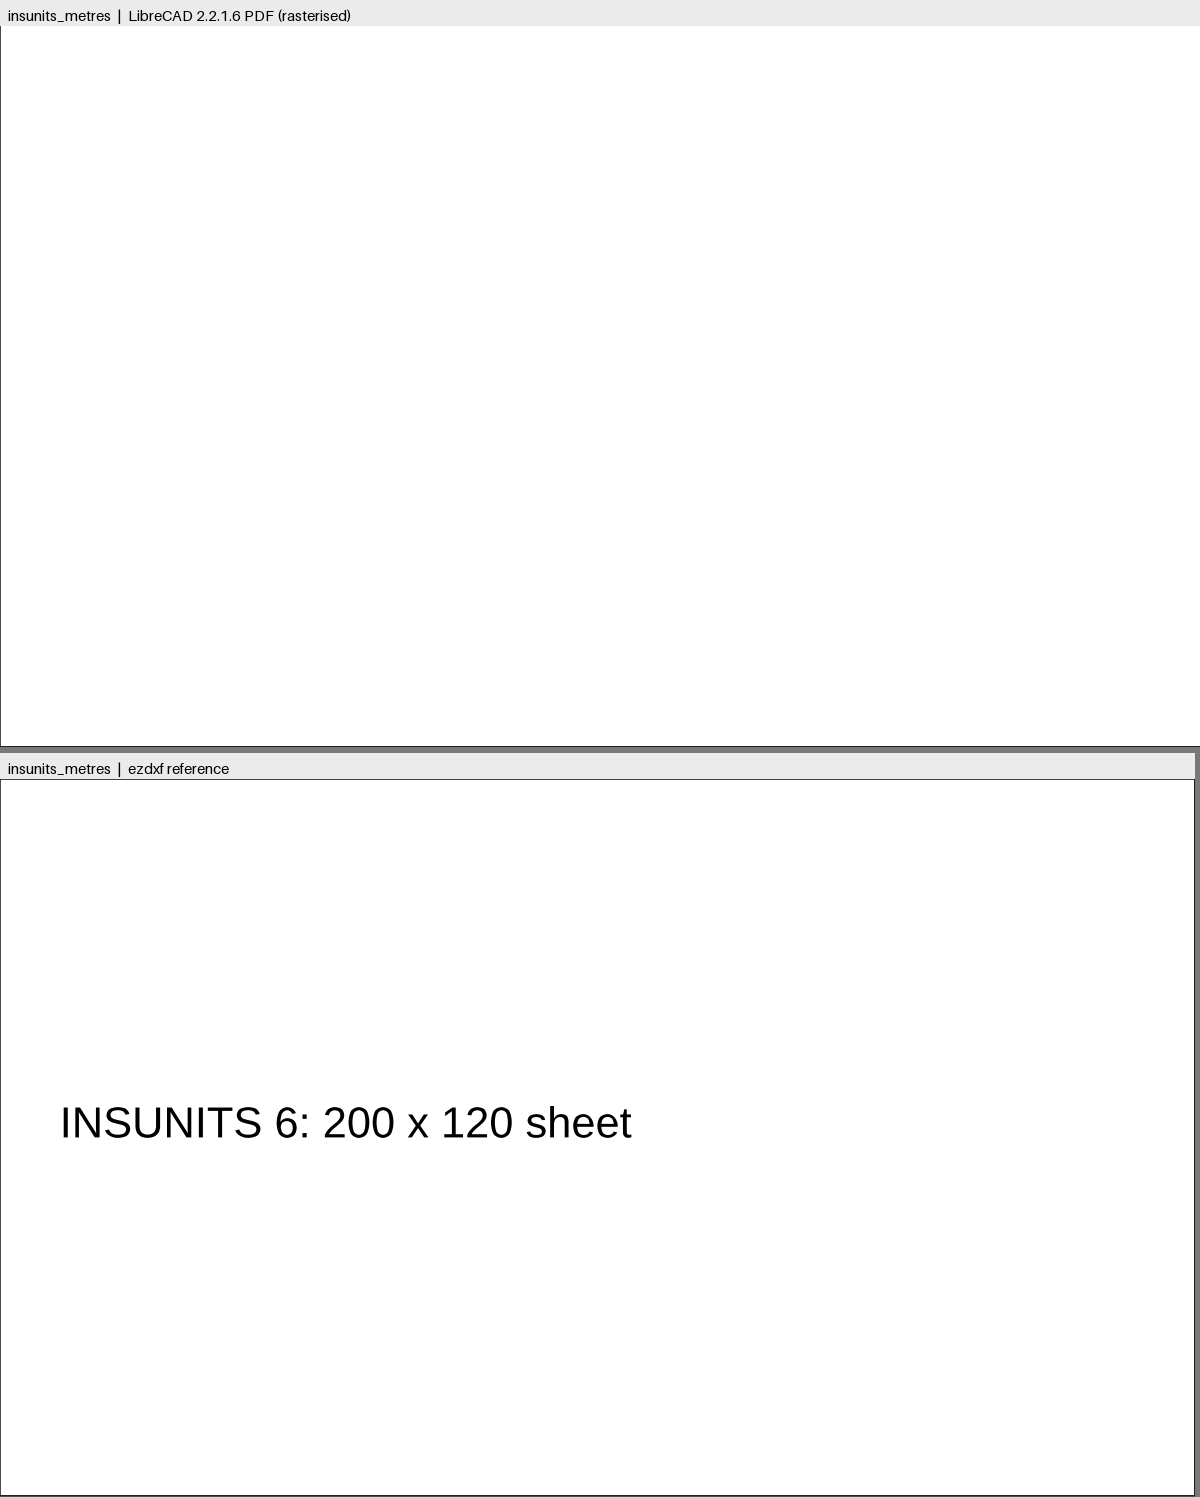 insunits_metres | LibreCAD 2.2.1.6 PDF (rasterised)
insunits_metres | ezdxf reference
INSUNITS 6: 200 x 120 sheet